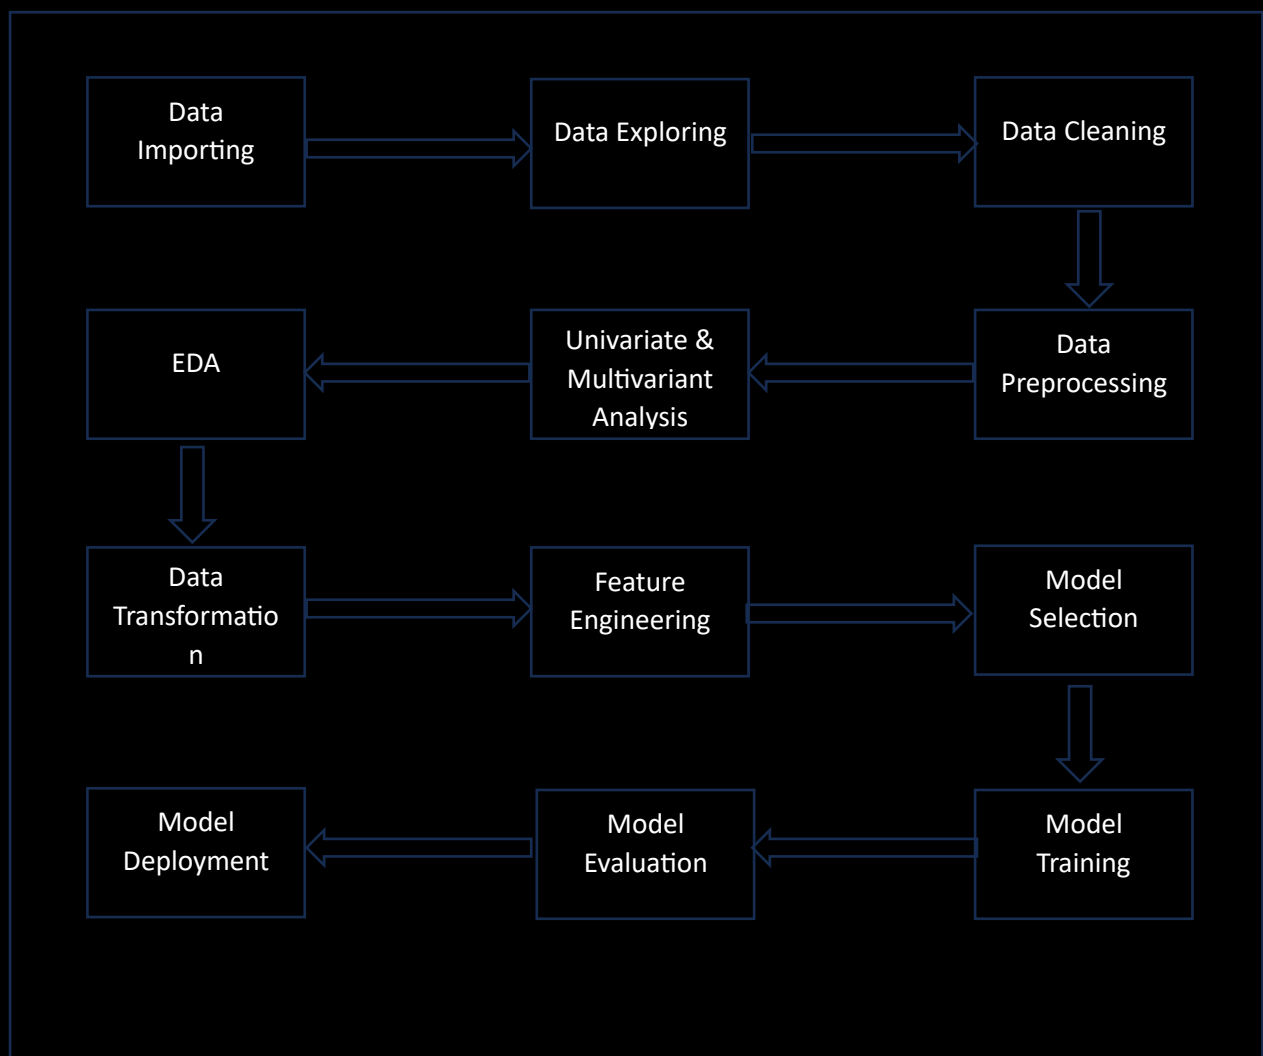 Data
Importing
Data Exploring
Data Cleaning
EDA
Univariate &
Multivariant
Analysis
Data
Preprocessing
Data
Transformatio
n
Feature
Engineering
Model
Selection
Model
Deployment
Model
Evaluation
Model
Training